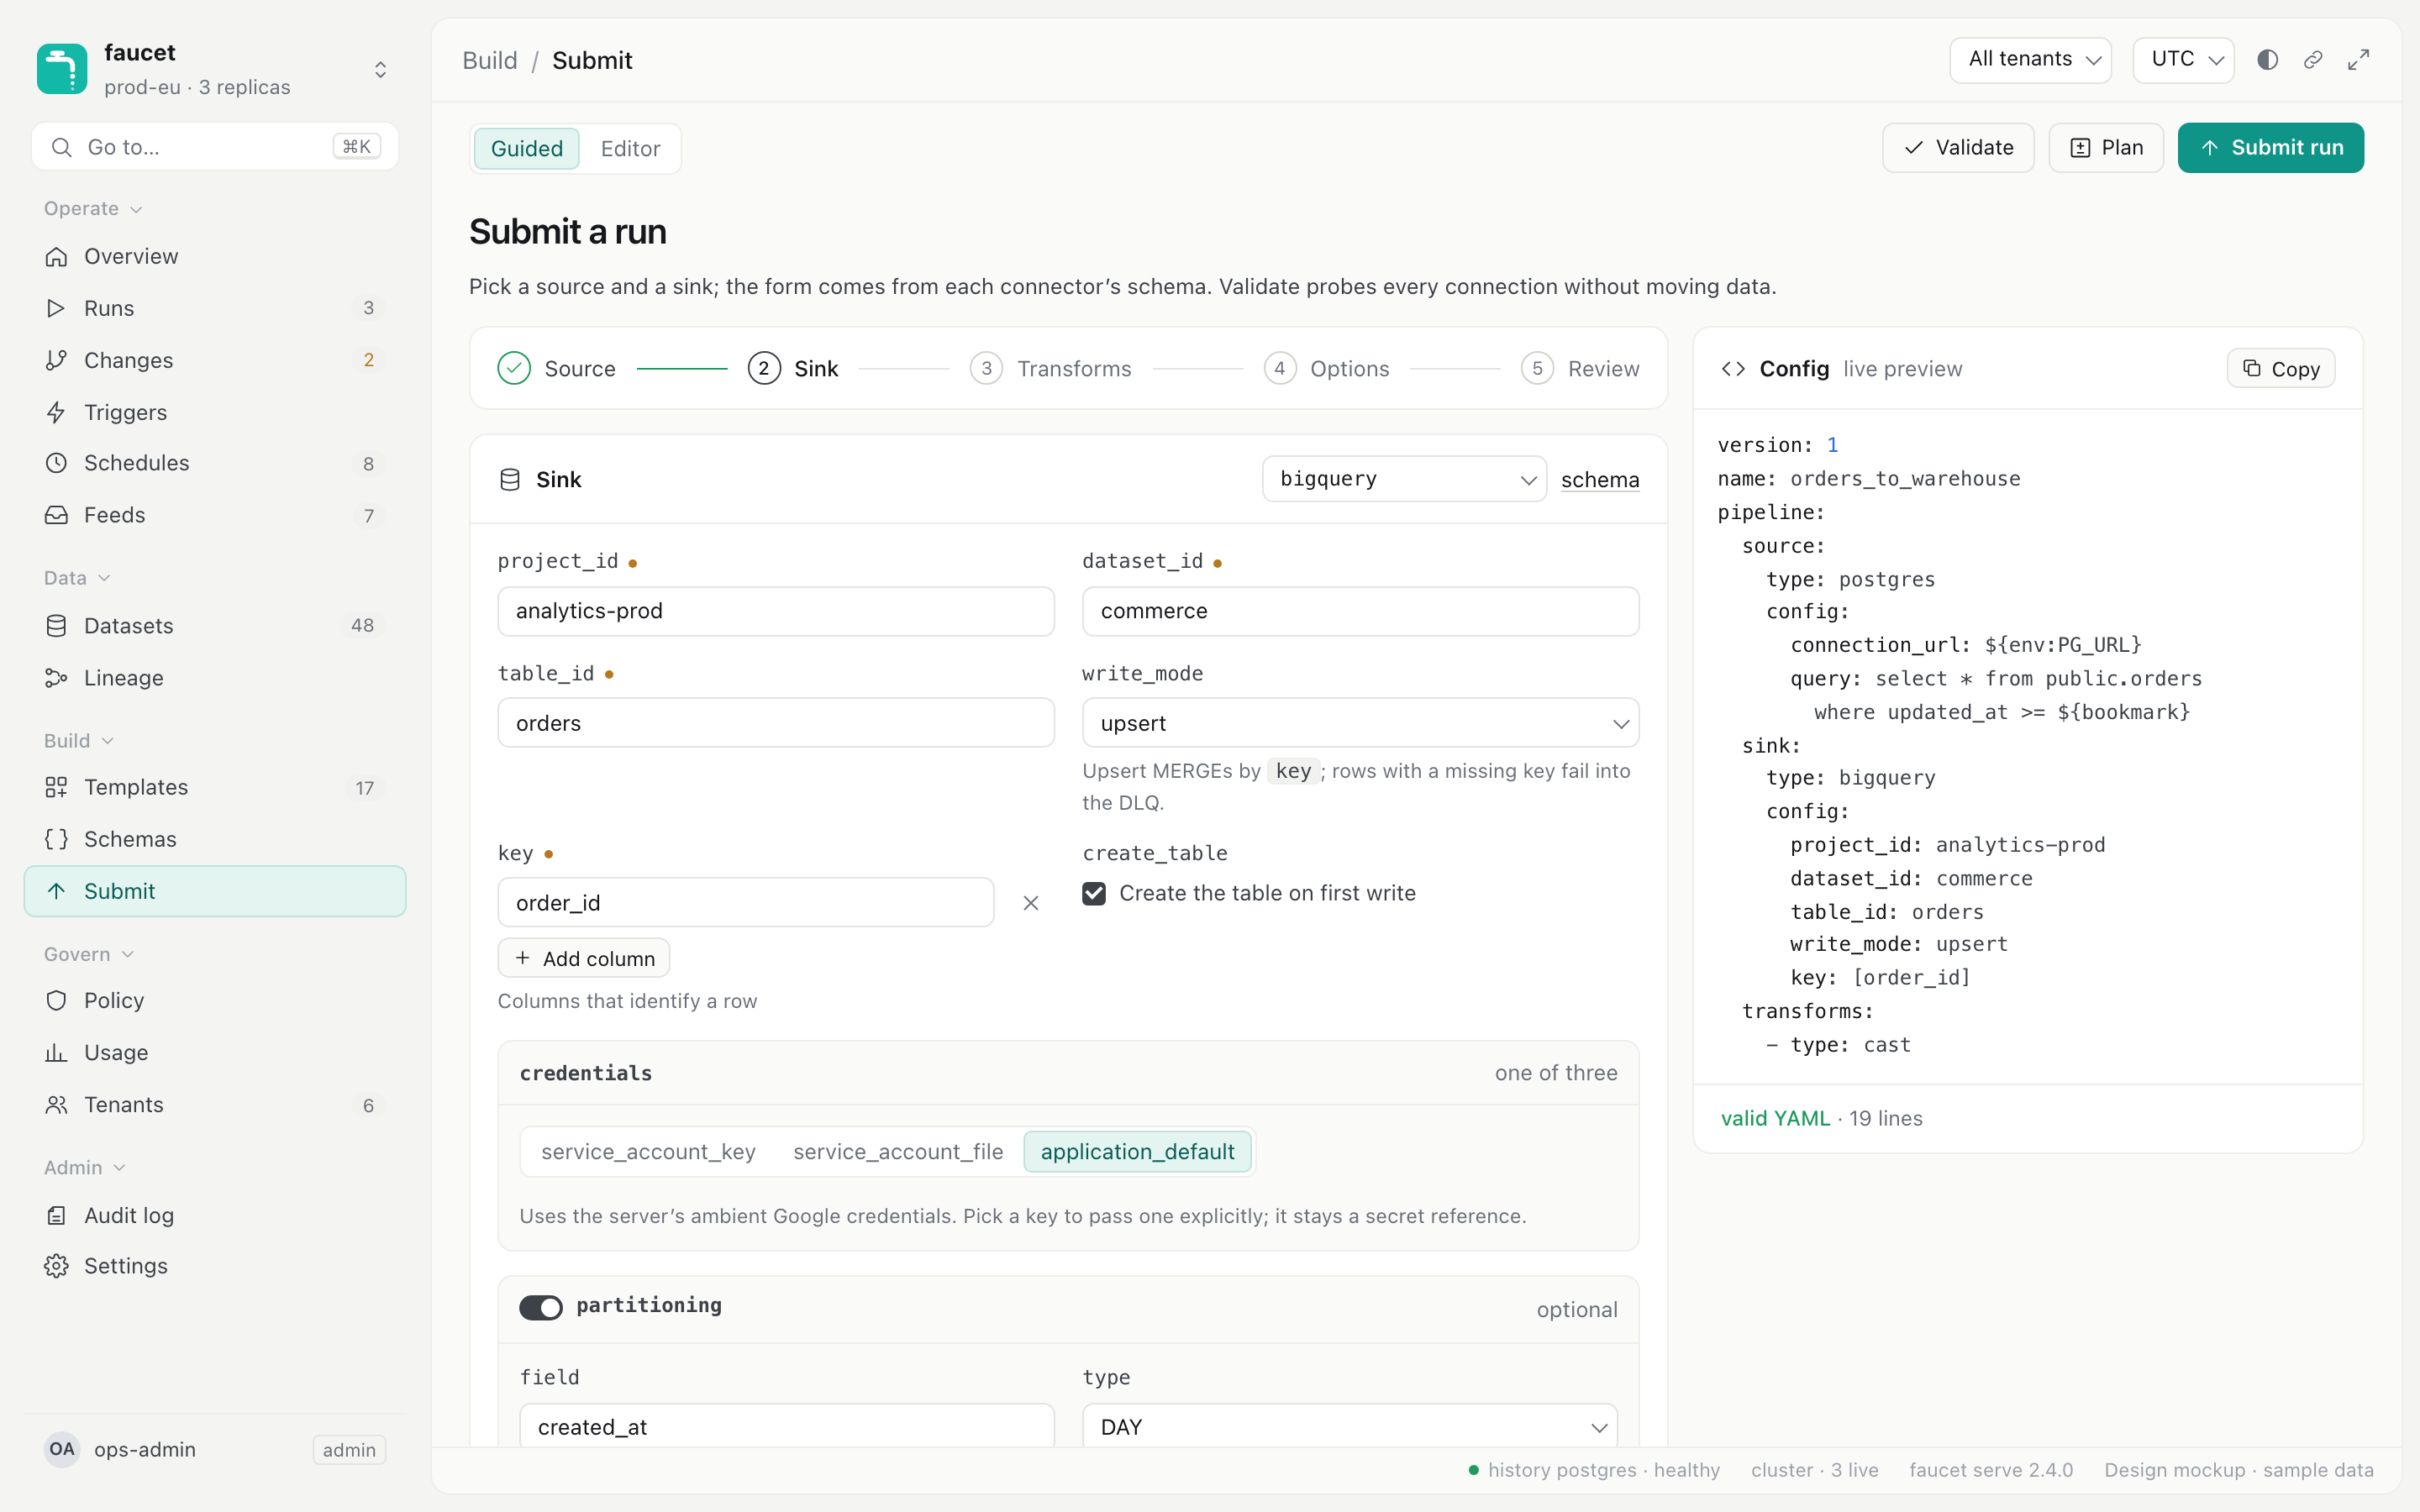 faucet
prod-eu · 3 replicas
Go to... ⌘K
Operate
Overview
Runs 3
Changes 2
Triggers
Schedules 8
Feeds 7
Data
Datasets 48
Lineage
Build
Templates 17
Schemas
Submit
Govern
Policy
Usage
Tenants 6
Admin
Audit log
Settings
OA ops-admin admin
Build / Submit
All tenants UTC
Guided Editor
Validate Plan Submit run
Submit a run
Pick a source and a sink; the form comes from each connector’s schema. Validate probes every connection without moving data.
Source 2 Sink 3 Transforms 4 Options 5 Review
Sink bigquery schema
project_id dataset_id
analytics-prod commerce
table_id write_mode
orders upsert
Upsert MERGEs by key; rows with a missing key fail into
the DLQ.
key create_table
order_id Create the table on first write
Add column
Columns that identify a row
credentials one of three
service_account_key service_account_file application_default
Uses the server’s ambient Google credentials. Pick a key to pass one explicitly; it stays a secret reference.
partitioning optional
field type
created_at DAY
Config live preview Copy
version: 1
name: orders_to_warehouse
pipeline:
source:
type: postgres
config:
connection_url: ${env:PG_URL}
query: select * from public.orders
where updated_at >= ${bookmark}
sink:
type: bigquery
config:
project_id: analytics-prod
dataset_id: commerce
table_id: orders
write_mode: upsert
key: [order_id]
transforms:
- type: cast
valid YAML · 19 lines
history postgres · healthy cluster · 3 live faucet serve 2.4.0 Design mockup · sample data